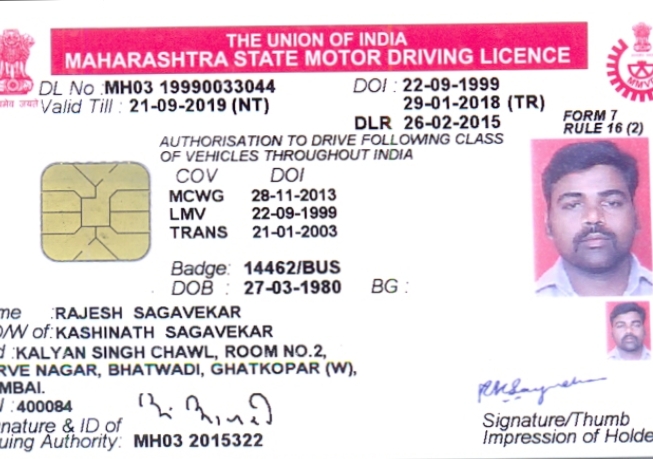 THE UNION OF INDIA
MAHARASHTRA STATE MOTOR DRIVING LICENCE
DL No : MH03 19990033044 DOI : 22-09-1999
सत्यमेव जयते Valid Till : 21-09-2019 (NT) 29-01-2018 (TR)
DLR 26-02-2015
FORM 7
RULE 16 (2)
AUTHORISATION TO DRIVE FOLLOWING CLASS
OF VEHICLES THROUGHOUT INDIA
COV DOI
MCWG 28-11-2013
LMV 22-09-1999
TRANS 21-01-2003
Badge: 14462/BUS
DOB : 27-03-1980 BG :
me : RAJESH SAGAVEKAR
D/W of: KASHINATH SAGAVEKAR
d : KALYAN SINGH CHAWL, ROOM NO.2,
RVE NAGAR, BHATWADI, GHATKOPAR (W),
MBAI.
: 400084
nature & ID of
uing Authority: MH03 2015322
Signature/Thumb
Impression of Holde